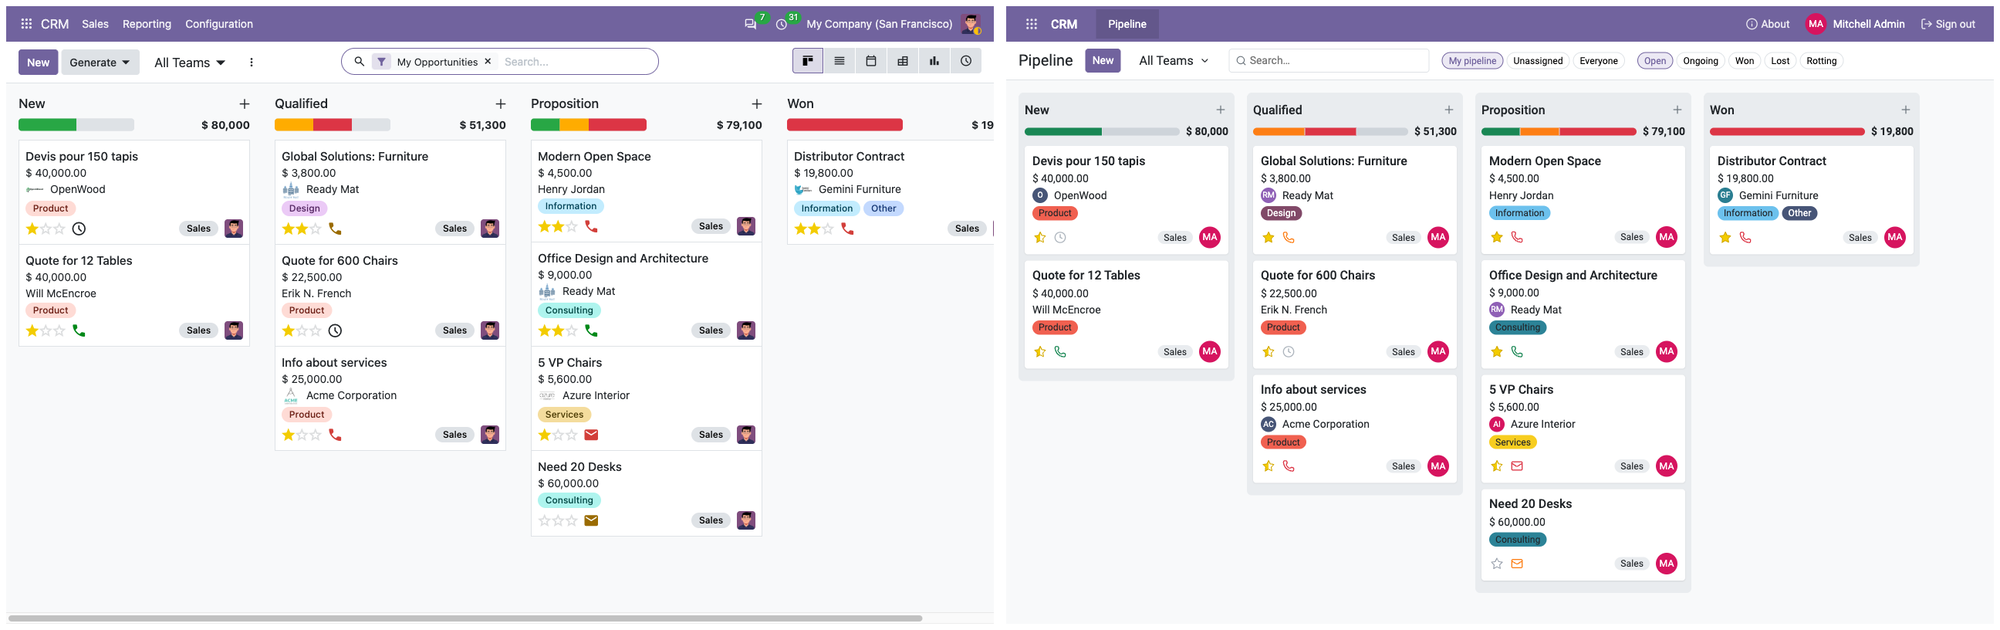 CRM Sales Reporting Configuration 7 31 My Company (San Francisco)
New Generate All Teams My Opportunities × Search...
New +
$ 80,000
Devis pour 150 tapis
$ 40,000.00
OpenWood
Product
Sales
Quote for 12 Tables
$ 40,000.00
Will McEncroe
Product
Sales
Qualified +
$ 51,300
Global Solutions: Furniture
$ 3,800.00
Ready Mat
Design
Sales
Quote for 600 Chairs
$ 22,500.00
Erik N. French
Product
Sales
Info about services
$ 25,000.00
Acme Corporation
Product
Sales
Proposition +
$ 79,100
Modern Open Space
$ 4,500.00
Henry Jordan
Information
Sales
Office Design and Architecture
$ 9,000.00
Ready Mat
Consulting
Sales
5 VP Chairs
$ 5,600.00
Azure Interior
Services
Sales
Need 20 Desks
$ 60,000.00
Consulting
Sales
Won
$ 19
Distributor Contract
$ 19,800.00
Gemini Furniture
Information Other
Sales
CRM Pipeline About MA Mitchell Admin Sign out
Pipeline New All Teams Search... My pipeline Unassigned Everyone Open Ongoing Won Lost Rotting
New +
$ 80,000
Devis pour 150 tapis
$ 40,000.00
O OpenWood
Product
Sales MA
Quote for 12 Tables
$ 40,000.00
Will McEncroe
Product
Sales MA
Qualified +
$ 51,300
Global Solutions: Furniture
$ 3,800.00
RM Ready Mat
Design
Sales MA
Quote for 600 Chairs
$ 22,500.00
Erik N. French
Product
Sales MA
Info about services
$ 25,000.00
AC Acme Corporation
Product
Sales MA
Proposition +
$ 79,100
Modern Open Space
$ 4,500.00
Henry Jordan
Information
Sales MA
Office Design and Architecture
$ 9,000.00
RM Ready Mat
Consulting
Sales MA
5 VP Chairs
$ 5,600.00
AI Azure Interior
Services
Sales MA
Need 20 Desks
$ 60,000.00
Consulting
Sales MA
Won +
$ 19,800
Distributor Contract
$ 19,800.00
GF Gemini Furniture
Information Other
Sales MA